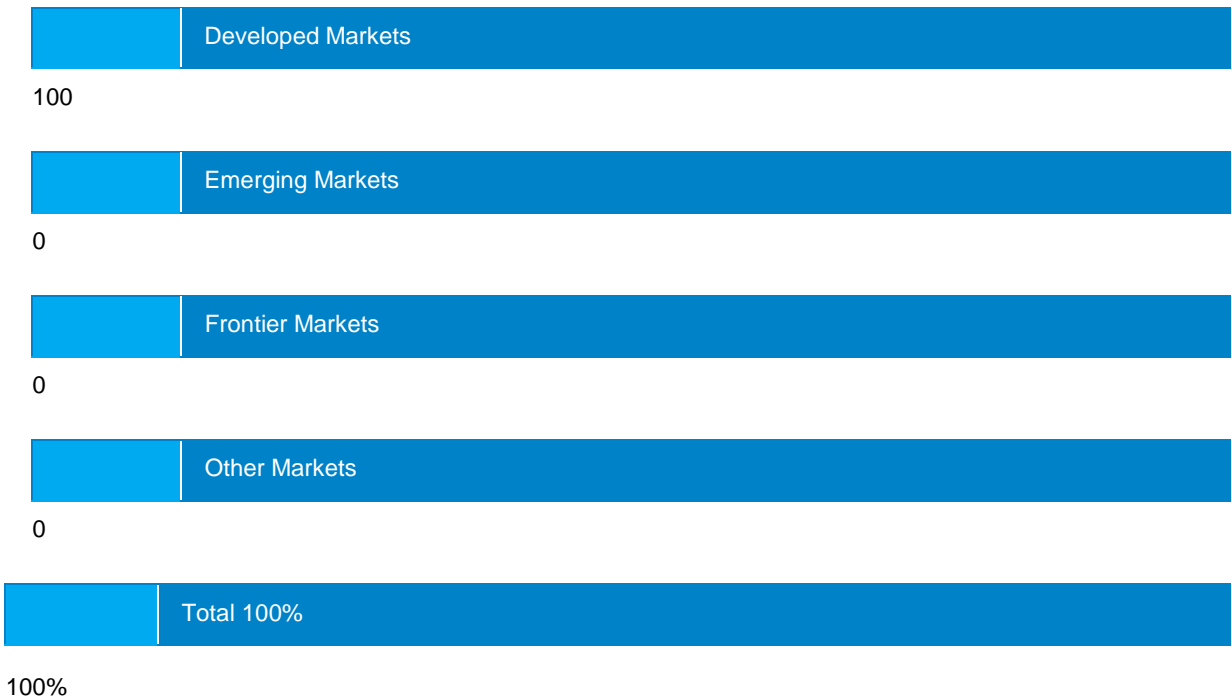 Developed Markets
100
Emerging Markets
0
Frontier Markets
0
Other Markets
0
Total 100%
100%